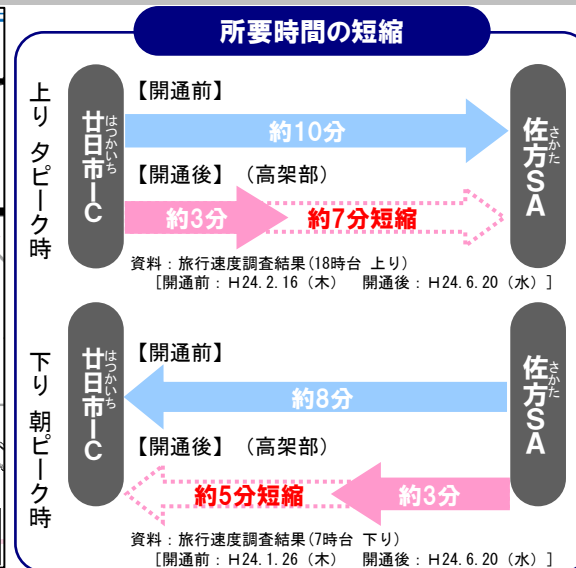 所要時間の短縮
上り 夕ピーク時
はつかいち
廿日市IC
【開通前】
約10分
【開通後】（高架部）
約3分
約7分短縮
さかた
佐方SA
資料：旅行速度調査結果(18時台 上り)
[開通前：H24.2.16（木）　開通後：H24.6.20（水）]
下り 朝ピーク時
はつかいち
廿日市IC
【開通前】
約8分
【開通後】（高架部）
約5分短縮
約3分
さかた
佐方SA
資料：旅行速度調査結果(7時台 下り)
[開通前：H24.1.26（木）　開通後：H24.6.20（水）]